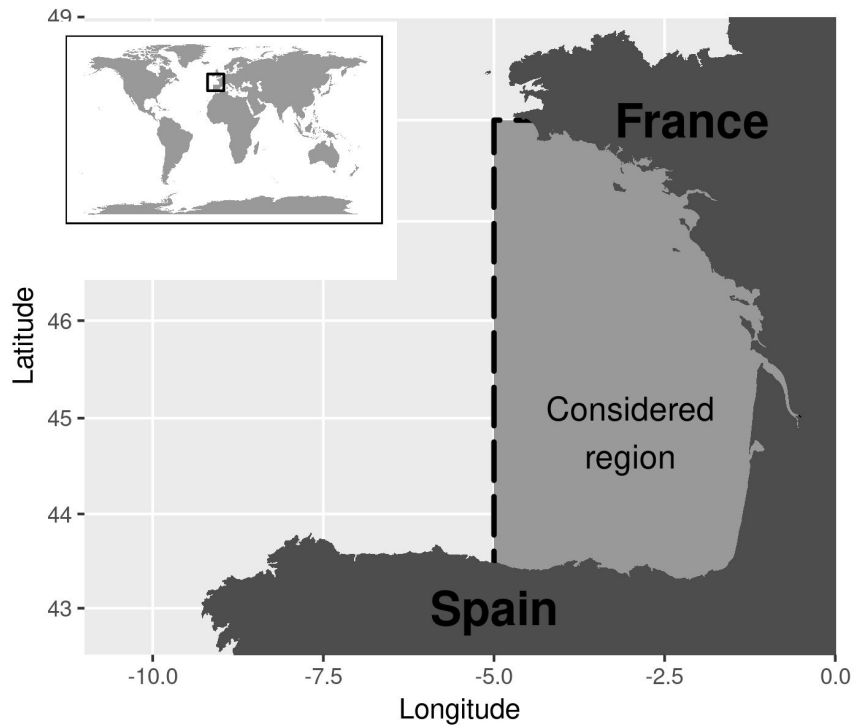 49
France
Latitude
46
45
44
43
Considered
region
Spain
-10.0
-7.5
-5.0
-2.5
0.0
Longitude